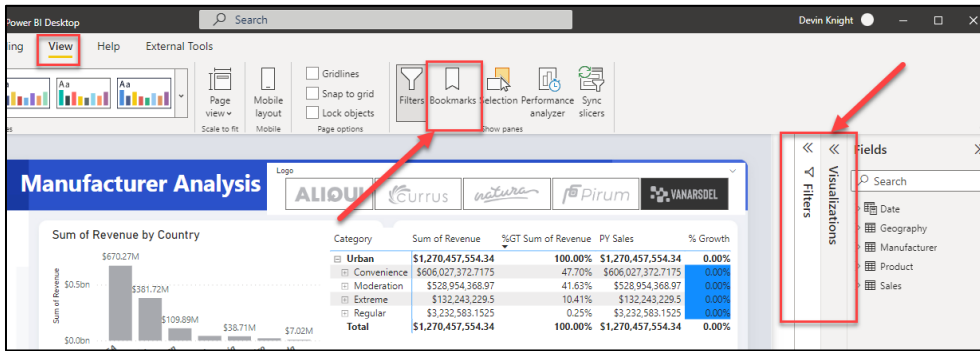 Power BI Desktop
Search
Devin Knight
ing View Help External Tools
Aa Aa Aa
Page view
Mobile layout
Gridlines
Snap to grid
Lock objects
Filters Bookmarks Selection Performance analyzer Sync slicers
Scale to fit Mobile Page options Show panes
Manufacturer Analysis
Logo
ALIQUI Currus natura Pirum VANARSDEL
Filters
Visualizations
Fields
Search
Date
Geography
Manufacturer
Product
Sales
Sum of Revenue by Country
Sum of Revenue
$0.5bn
$0.0bn
$670.27M
$381.72M
$109.89M
$38.71M
$7.02M
Category Sum of Revenue %GT Sum of Revenue PY Sales % Growth
Urban $1,270,457,554.34 100.00% $1,270,457,554.34 0.00%
Convenience $606,027,372.7175 47.70% $606,027,372.7175 0.00%
Moderation $528,954,368.97 41.63% $528,954,368.97 0.00%
Extreme $132,243,229.5 10.41% $132,243,229.5 0.00%
Regular $3,232,583.1525 0.25% $3,232,583.1525 0.00%
Total $1,270,457,554.34 100.00% $1,270,457,554.34 0.00%